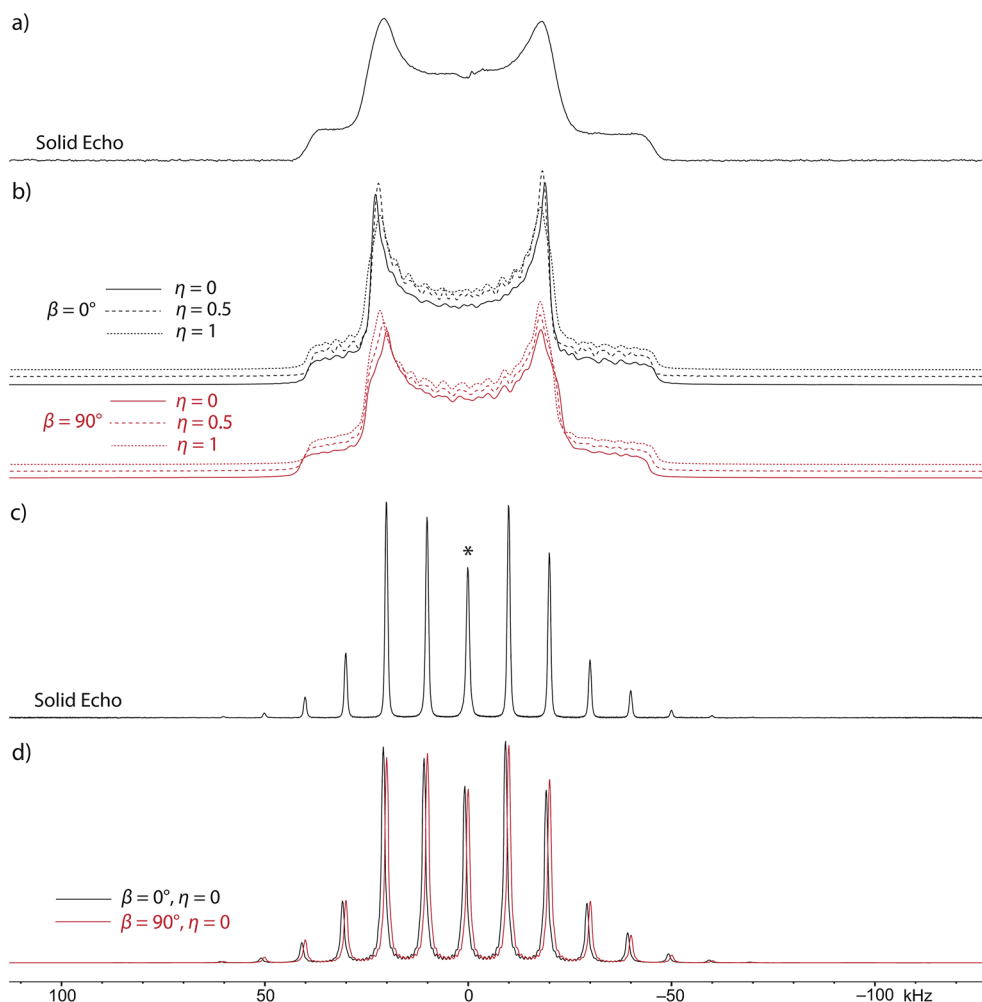 a)
Solid Echo
b)
η = 0
β = 0° η = 0.5
η = 1
η = 0
β = 90° η = 0.5
η = 1
c)
*
Solid Echo
d)
β = 0°, η = 0
β = 90°, η = 0
100 50 0 −50 −100 kHz